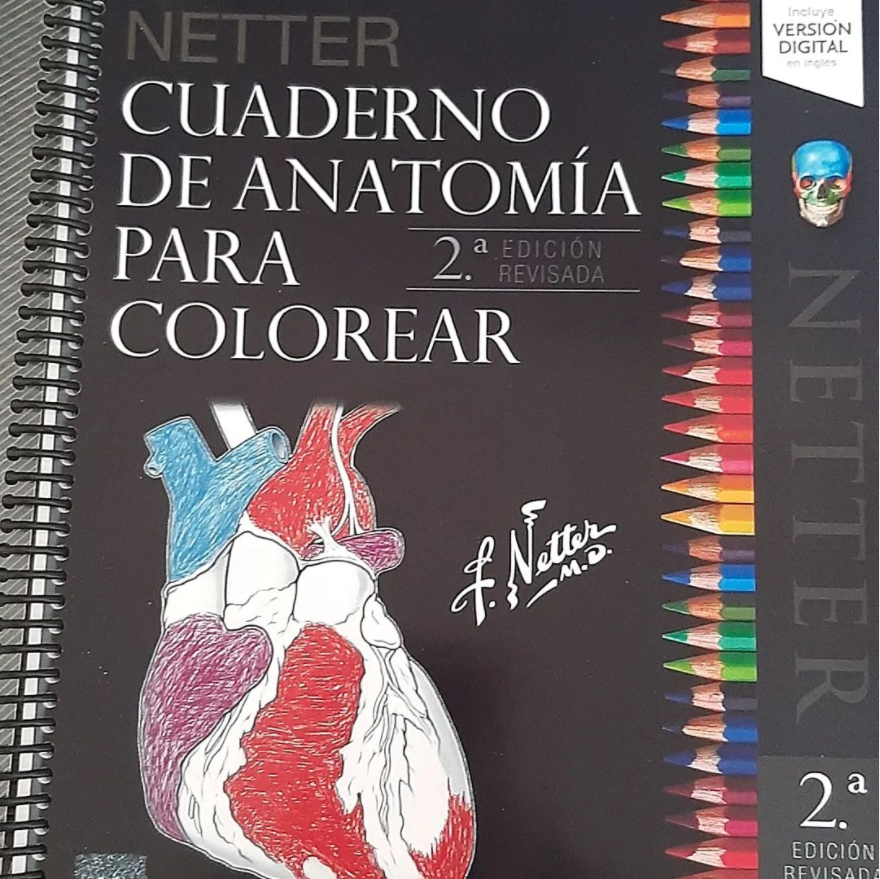 NETTER
CUADERNO
DE ANATOMÍA
PARA
COLOREAR
2.ª EDICIÓN
REVISADA
f. Netter
M.D.
Incluye
VERSIÓN
DIGITAL
en inglés
NETTER
2.ª
EDICIÓN
REVISADA